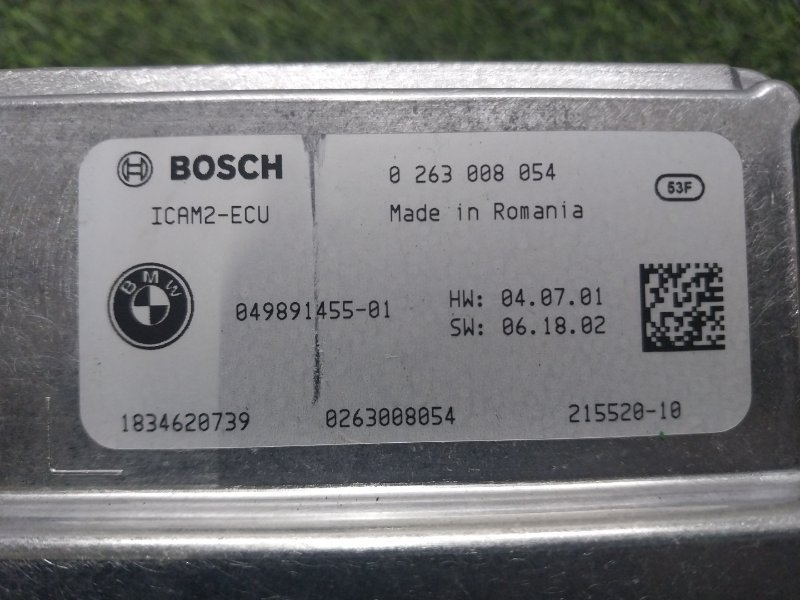 BOSCH
0 263 008 054
53F
ICAM2-ECU
Made in Romania
BMW
049891455-01
HW: 04.07.01
SW: 06.18.02
1834620739
0263008054
215520-10